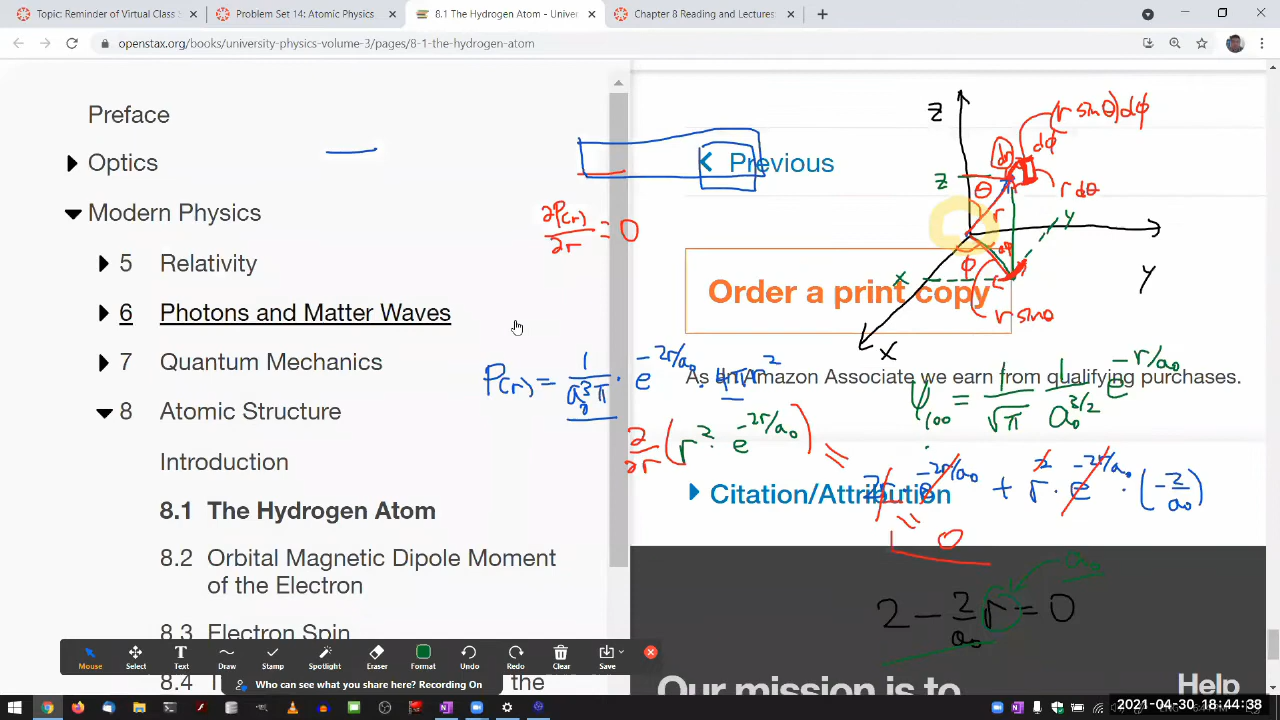 Topic: Reminder of Virtual Class S
Problem Set 14: Atomic Physics
8.1 The Hydrogen Atom - Univer
Chapter 8 Reading and Lectures:
openstax.org/books/university-physics-volume-3/pages/8-1-the-hydrogen-atom
Preface
Optics
Modern Physics
5 Relativity
6 Photons and Matter Waves
7 Quantum Mechanics
8 Atomic Structure
Introduction
8.1 The Hydrogen Atom
8.2 Orbital Magnetic Dipole Moment
of the Electron
8.3 Electron Spin
8.4 the
Previous
Order a print copy
As an Amazon Associate we earn from qualifying purchases.
Citation/Attribution
Our mission is to
Help
z
(r sinθ)dϕ
dϕ
dr
z
θ
r dθ
r
y
x
ϕ
dϕ
y
r sinθ
x
∂P(r)/∂r = 0
P(r) = 1/(a₀³π) · e^(-2r/a₀) · 4πr²
ψ₁₀₀ = 1/√π 1/a₀^(3/2) e^(-r/a₀)
∂/∂r (r² · e^(-2r/a₀)) =
2r e^(-2r/a₀) + r² · e^(-2r/a₀) · (-2/a₀)
= 0
2 - 2/a₀ r = 0
Mouse Select Text Draw Stamp Spotlight Eraser Format Undo Redo Clear Save
Who can see what you share here? Recording On
2021-04-30 18:44:38